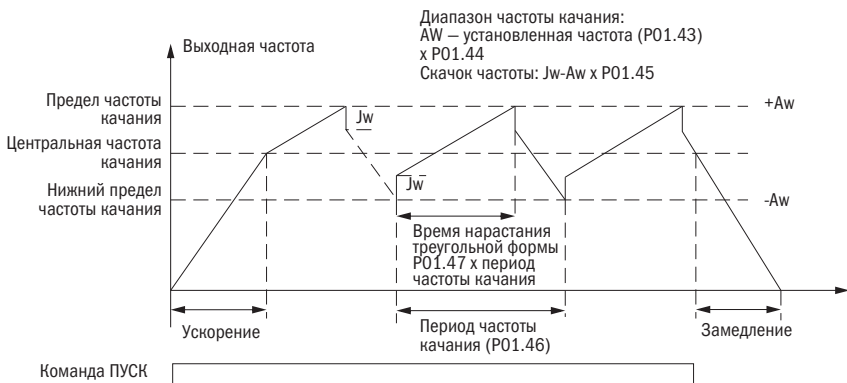 Диапазон частоты качания:
AW – установленная частота (P01.43)
x P01.44
Скачок частоты: Jw-Aw x P01.45
Выходная частота
Предел частоты
качания
Jw
+Aw
Центральная частота
качания
Jw
Нижний предел
частоты качания
-Aw
Время нарастания
треугольной формы
P01.47 x период
частоты качания
Ускорение
Период частоты
качания (P01.46)
Замедление
Команда ПУСК